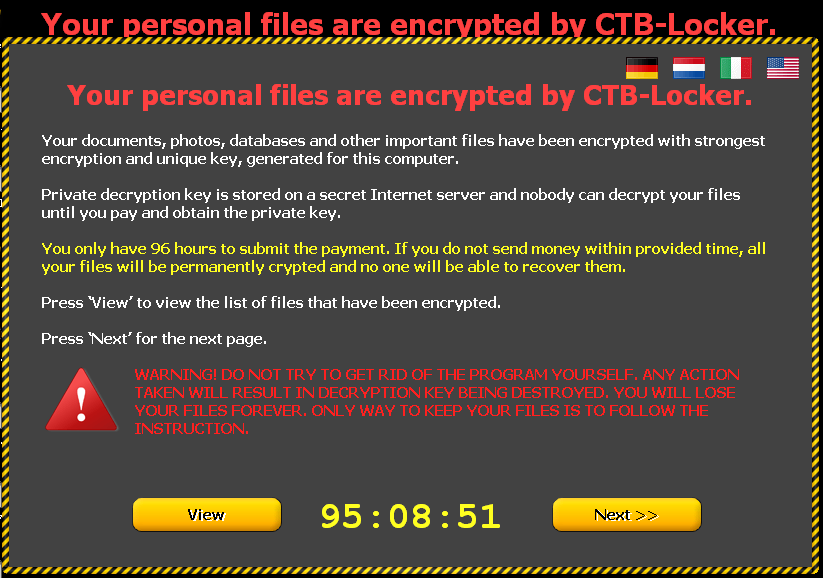 Your personal files are encrypted by CTB-Locker.
Your personal files are encrypted by CTB-Locker.
Your documents, photos, databases and other important files have been encrypted with strongest
encryption and unique key, generated for this computer.
Private decryption key is stored on a secret Internet server and nobody can decrypt your files
until you pay and obtain the private key.
You only have 96 hours to submit the payment. If you do not send money within provided time, all
your files will be permanently crypted and no one will be able to recover them.
Press 'View' to view the list of files that have been encrypted.
Press 'Next' for the next page.
WARNING! DO NOT TRY TO GET RID OF THE PROGRAM YOURSELF. ANY ACTION
TAKEN WILL RESULT IN DECRYPTION KEY BEING DESTROYED. YOU WILL LOSE
YOUR FILES FOREVER. ONLY WAY TO KEEP YOUR FILES IS TO FOLLOW THE
INSTRUCTION.
View
95:08:51
Next >>